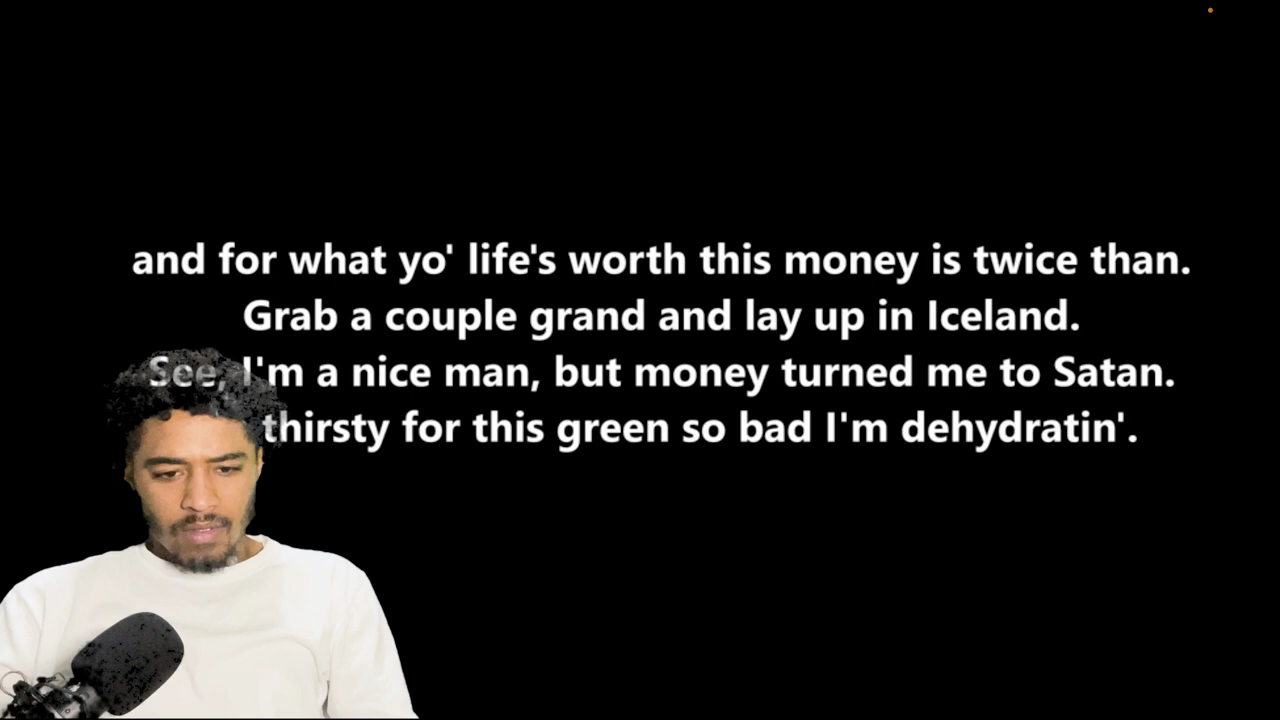 and for what yo' life's worth this money is twice than.
Grab a couple grand and lay up in Iceland.
See, I'm a nice man, but money turned me to Satan.
thirsty for this green so bad I'm dehydratin'.